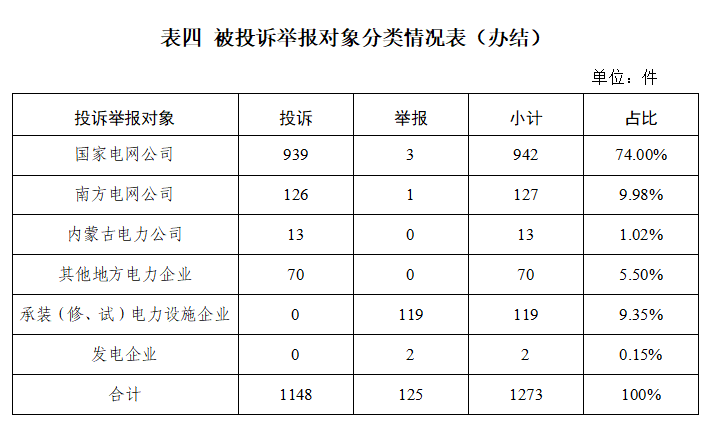 表四 被投诉举报对象分类情况表（办结）
单位：件
投诉举报对象 投诉 举报 小计 占比
国家电网公司 939 3 942 74.00%
南方电网公司 126 1 127 9.98%
内蒙古电力公司 13 0 13 1.02%
其他地方电力企业 70 0 70 5.50%
承装（修、试）电力设施企业 0 119 119 9.35%
发电企业 0 2 2 0.15%
合计 1148 125 1273 100%